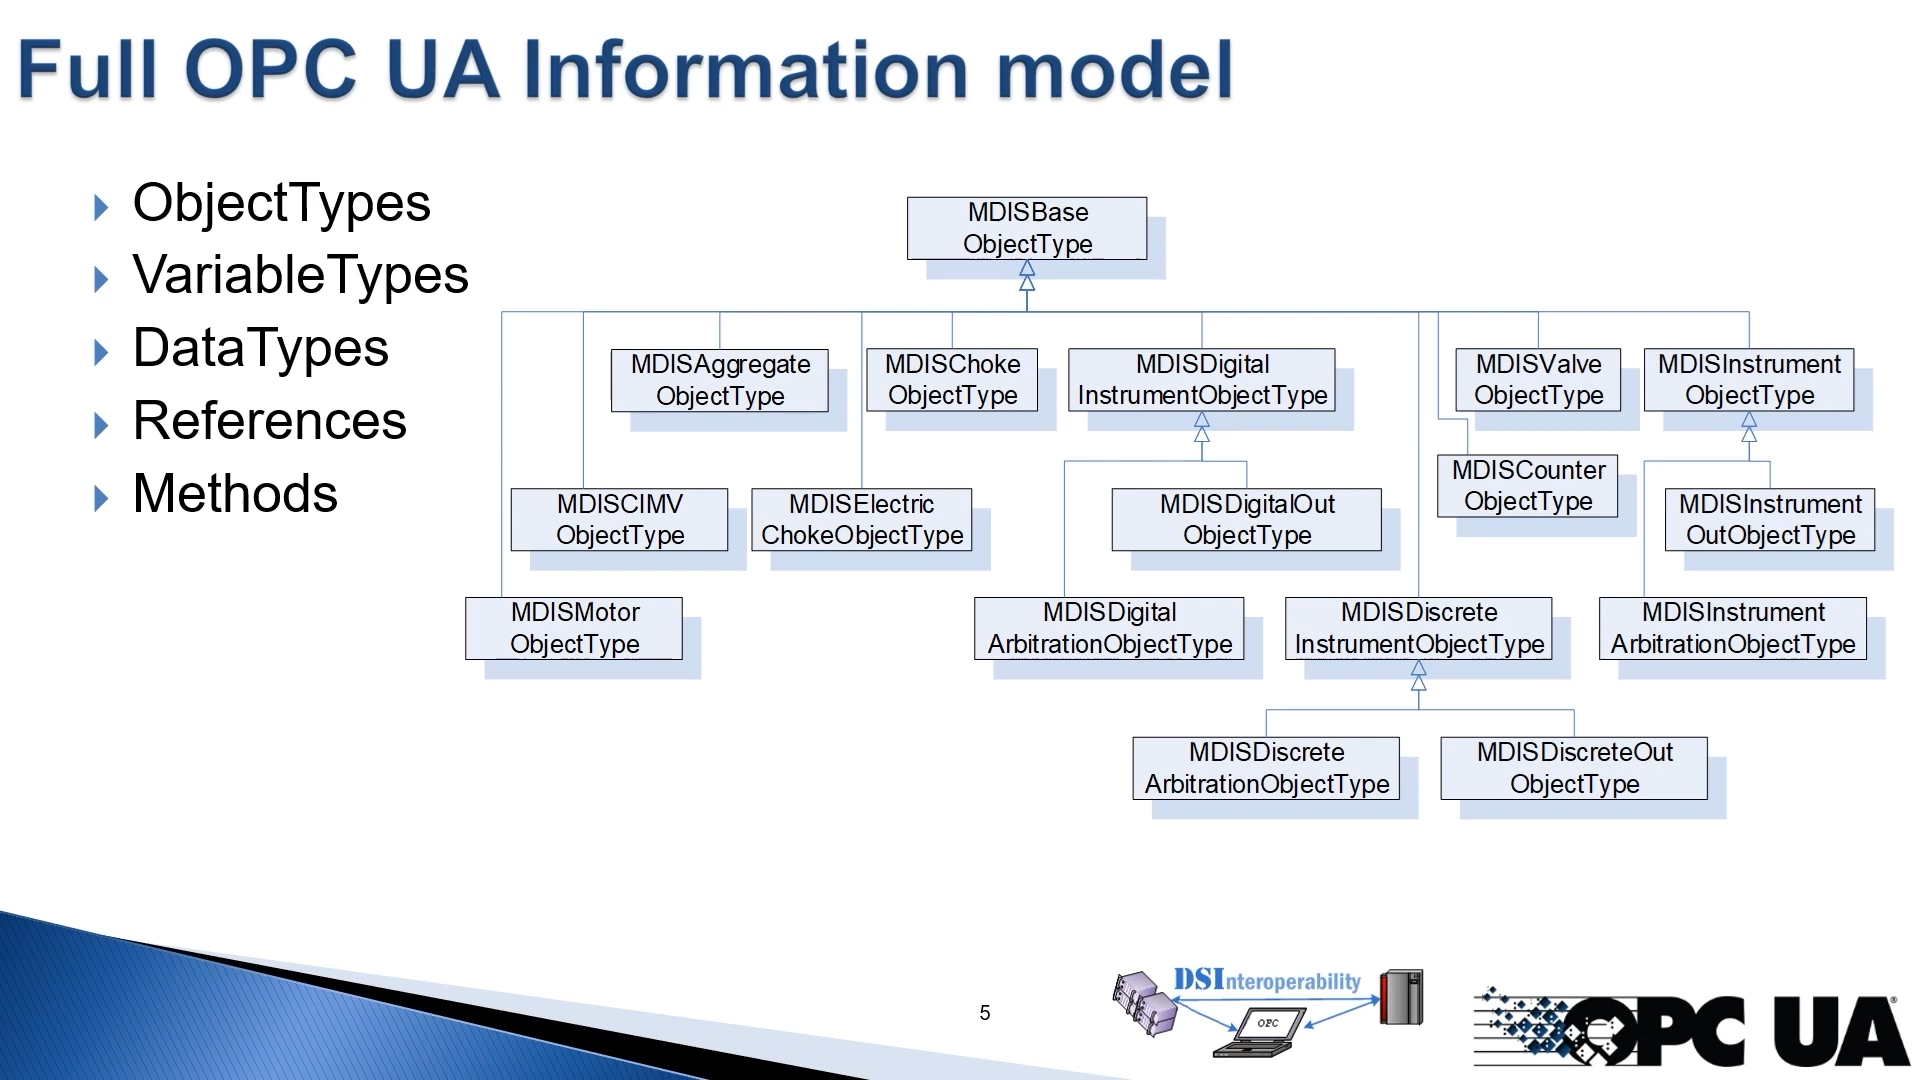 Full OPC UA Information model
ObjectTypes
VariableTypes
DataTypes
References
Methods
MDISBase
ObjectType
MDISAggregate
ObjectType
MDISChoke
ObjectType
MDISDigital
InstrumentObjectType
MDISValve
ObjectType
MDISInstrument
ObjectType
MDISCounter
ObjectType
MDISCIMV
ObjectType
MDISElectric
ChokeObjectType
MDISDigitalOut
ObjectType
MDISInstrument
OutObjectType
MDISMotor
ObjectType
MDISDigital
ArbitrationObjectType
MDISDiscrete
InstrumentObjectType
MDISInstrument
ArbitrationObjectType
MDISDiscrete
ArbitrationObjectType
MDISDiscreteOut
ObjectType
5
DSInteroperability
OPC
OPC UA®